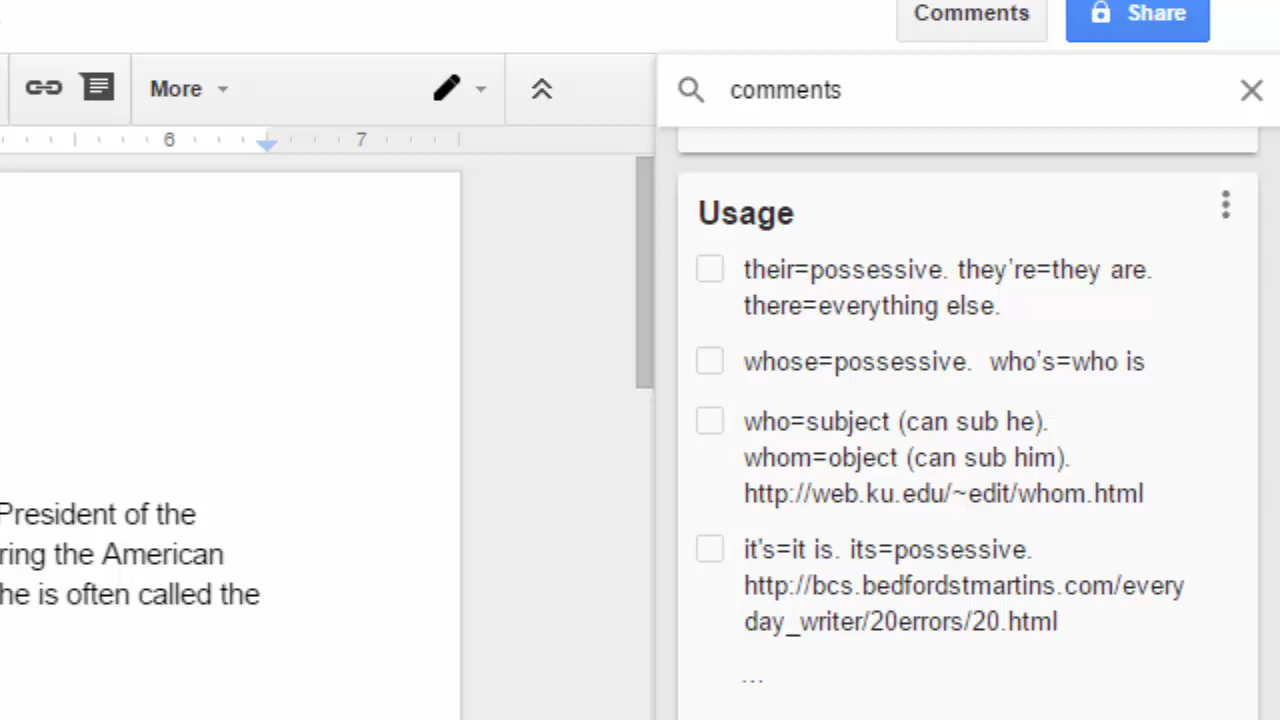 Comments
Share
More
comments
6
7
Usage
their=possessive. they're=they are.
there=everything else.
whose=possessive.  who's=who is
who=subject (can sub he).
whom=object (can sub him).
http://web.ku.edu/~edit/whom.html
it's=it is. its=possessive.
http://bcs.bedfordstmartins.com/every
day_writer/20errors/20.html
...
President of the
ring the American
he is often called the